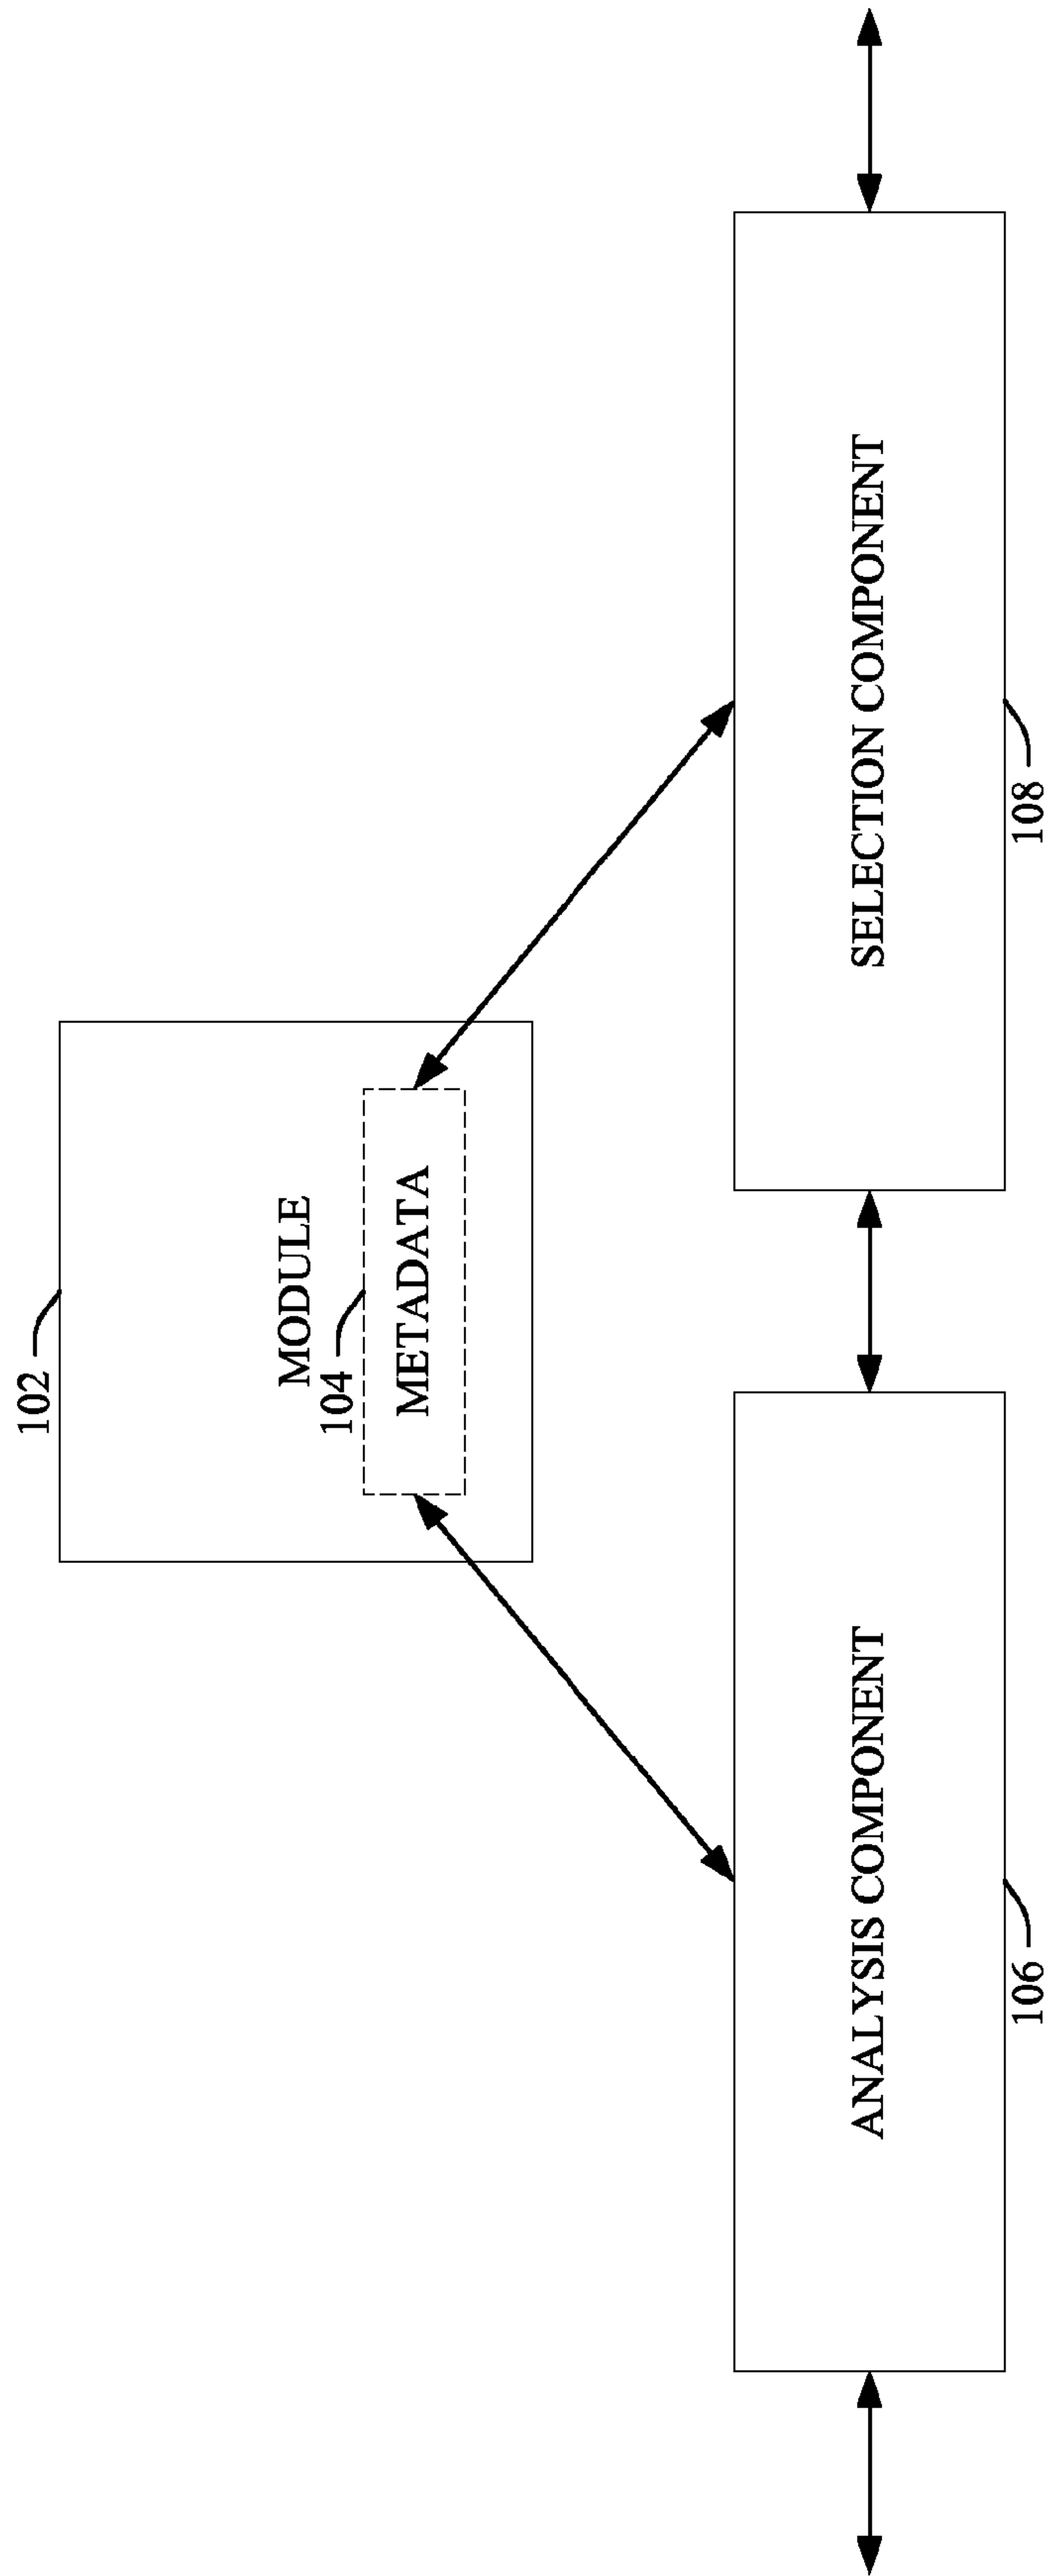 102
MODULE
104
METADATA
ANALYSIS COMPONENT
106
SELECTION COMPONENT
108